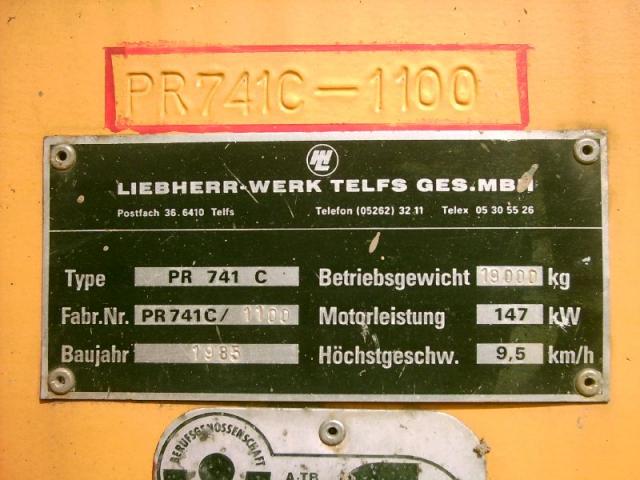 PR741C-1100
LIEBHERR-WERK TELFS GES.MBH
Postfach 36.6410 Telfs Telefon (05262) 32 11 Telex 05 30 55 26
Type PR 741 C Betriebsgewicht 19000 kg
Fabr.Nr. PR741C/ 1100 Motorleistung 147 kW
Baujahr 1985 Höchstgeschw. 9,5 km/h
BERUFSGENOSSENSCHAFT